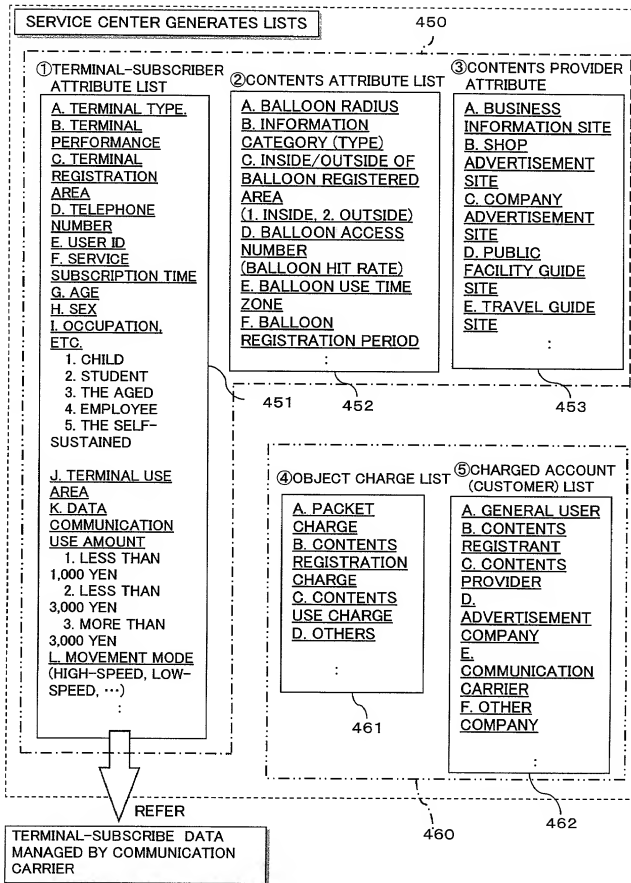 SERVICE CENTER GENERATES LISTS
450
①TERMINAL-SUBSCRIBER
ATTRIBUTE LIST
A. TERMINAL TYPE.
B. TERMINAL
PERFORMANCE
C. TERMINAL
REGISTRATION
AREA
D. TELEPHONE
NUMBER
E. USER ID
F. SERVICE
SUBSCRIPTION TIME
G. AGE
H. SEX
I. OCCUPATION,
ETC.
1. CHILD
2. STUDENT
3. THE AGED
4. EMPLOYEE
5. THE SELF-
SUSTAINED
J. TERMINAL USE
AREA
K. DATA
COMMUNICATION
USE AMOUNT
1. LESS THAN
1,000 YEN
2. LESS THAN
3,000 YEN
3. MORE THAN
3,000 YEN
L. MOVEMENT MODE
(HIGH-SPEED, LOW-
SPEED, ⋯)
:
451
②CONTENTS ATTRIBUTE LIST
A. BALLOON RADIUS
B. INFORMATION
CATEGORY (TYPE)
C. INSIDE/OUTSIDE OF
BALLOON REGISTERED
AREA
(1. INSIDE, 2. OUTSIDE)
D. BALLOON ACCESS
NUMBER
(BALLOON HIT RATE)
E. BALLOON USE TIME
ZONE
F. BALLOON
REGISTRATION PERIOD
:
452
③CONTENTS PROVIDER
ATTRIBUTE
A. BUSINESS
INFORMATION SITE
B. SHOP
ADVERTISEMENT
SITE
C. COMPANY
ADVERTISEMENT
SITE
D. PUBLIC
FACILITY GUIDE
SITE
E. TRAVEL GUIDE
SITE
:
453
④OBJECT CHARGE LIST
A. PACKET
CHARGE
B. CONTENTS
REGISTRATION
CHARGE
C. CONTENTS
USE CHARGE
D. OTHERS
:
461
⑤CHARGED ACCOUNT
(CUSTOMER) LIST
A. GENERAL USER
B. CONTENTS
REGISTRANT
C. CONTENTS
PROVIDER
D.
ADVERTISEMENT
COMPANY
E.
COMMUNICATION
CARRIER
F. OTHER
COMPANY
:
462
460
REFER
TERMINAL-SUBSCRIBE DATA
MANAGED BY COMMUNICATION
CARRIER